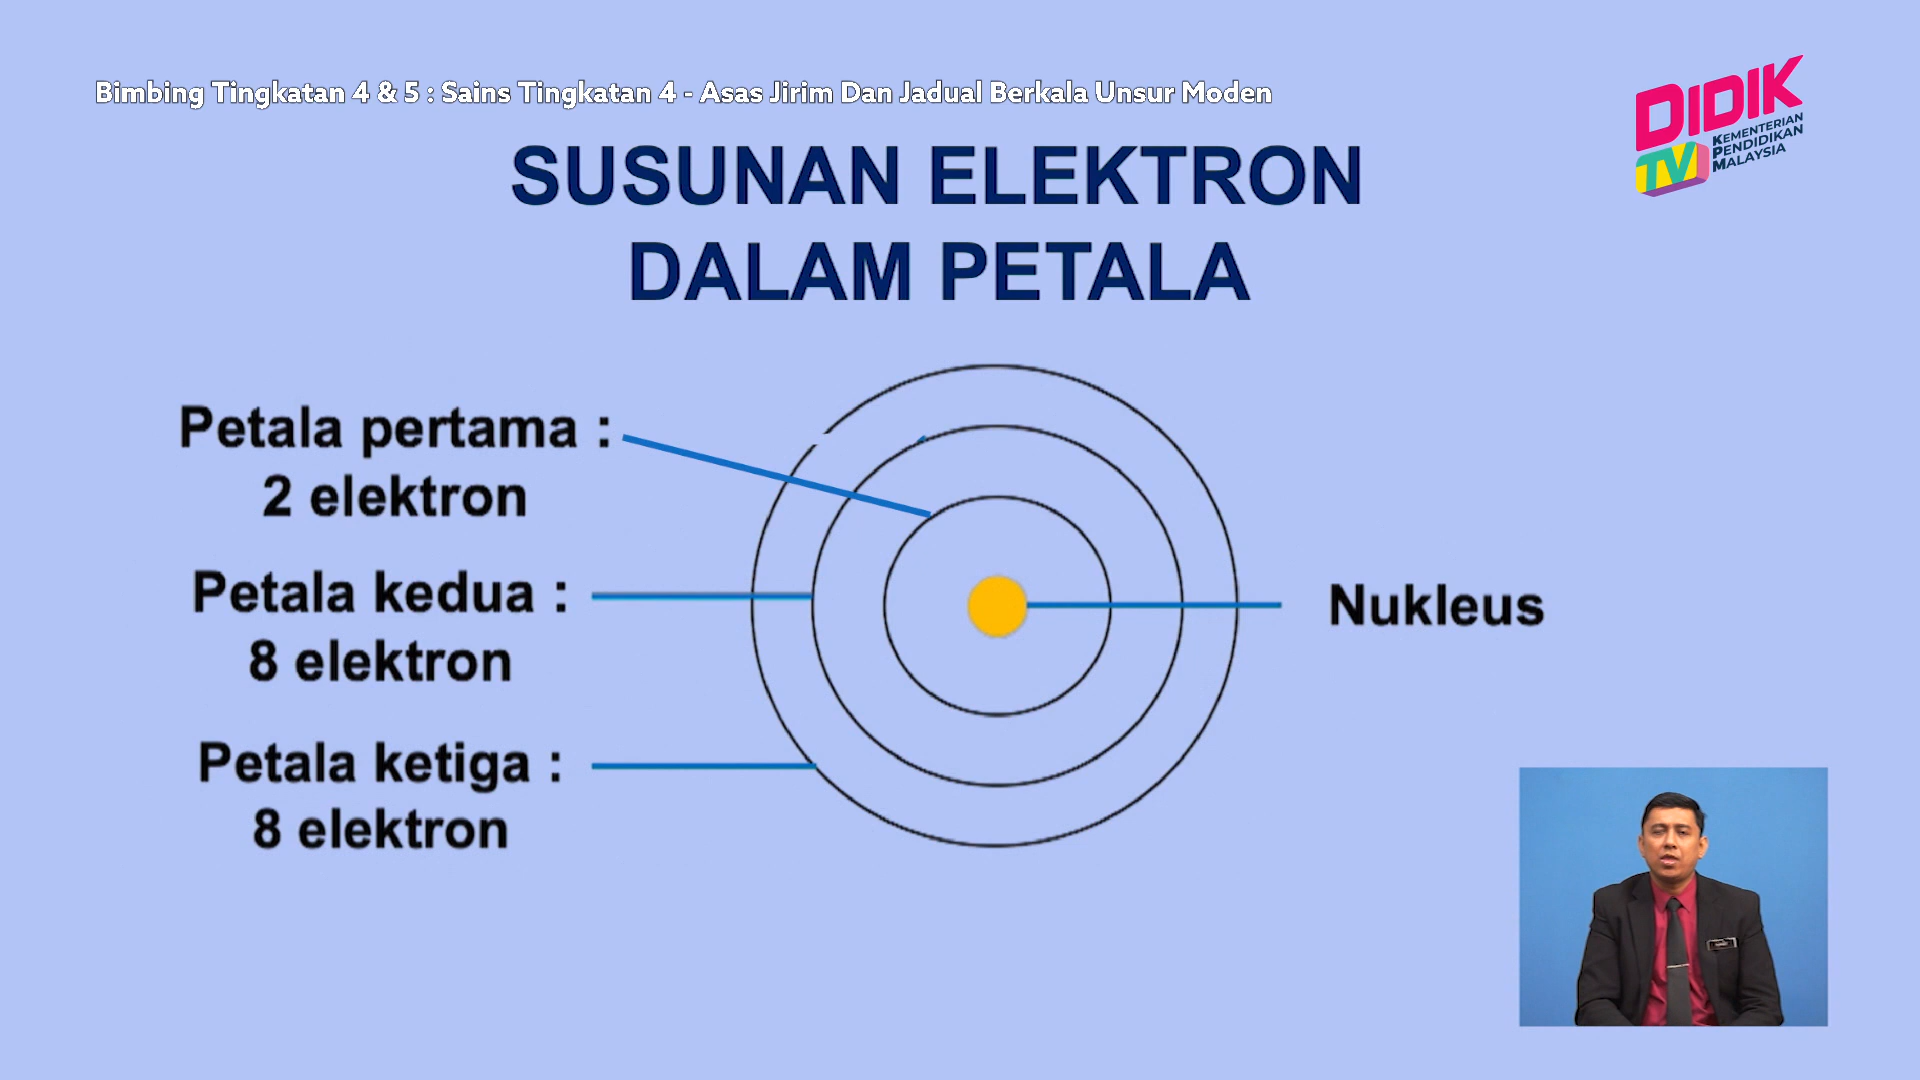 Bimbing Tingkatan 4 & 5 : Sains Tingkatan 4 - Asas Jirim Dan Jadual Berkala Unsur Moden
DIDIK
TV
KEMENTERIAN
PENDIDIKAN
MALAYSIA
SUSUNAN ELEKTRON
DALAM PETALA
Petala pertama :
2 elektron
Petala kedua :
8 elektron
Petala ketiga :
8 elektron
Nukleus